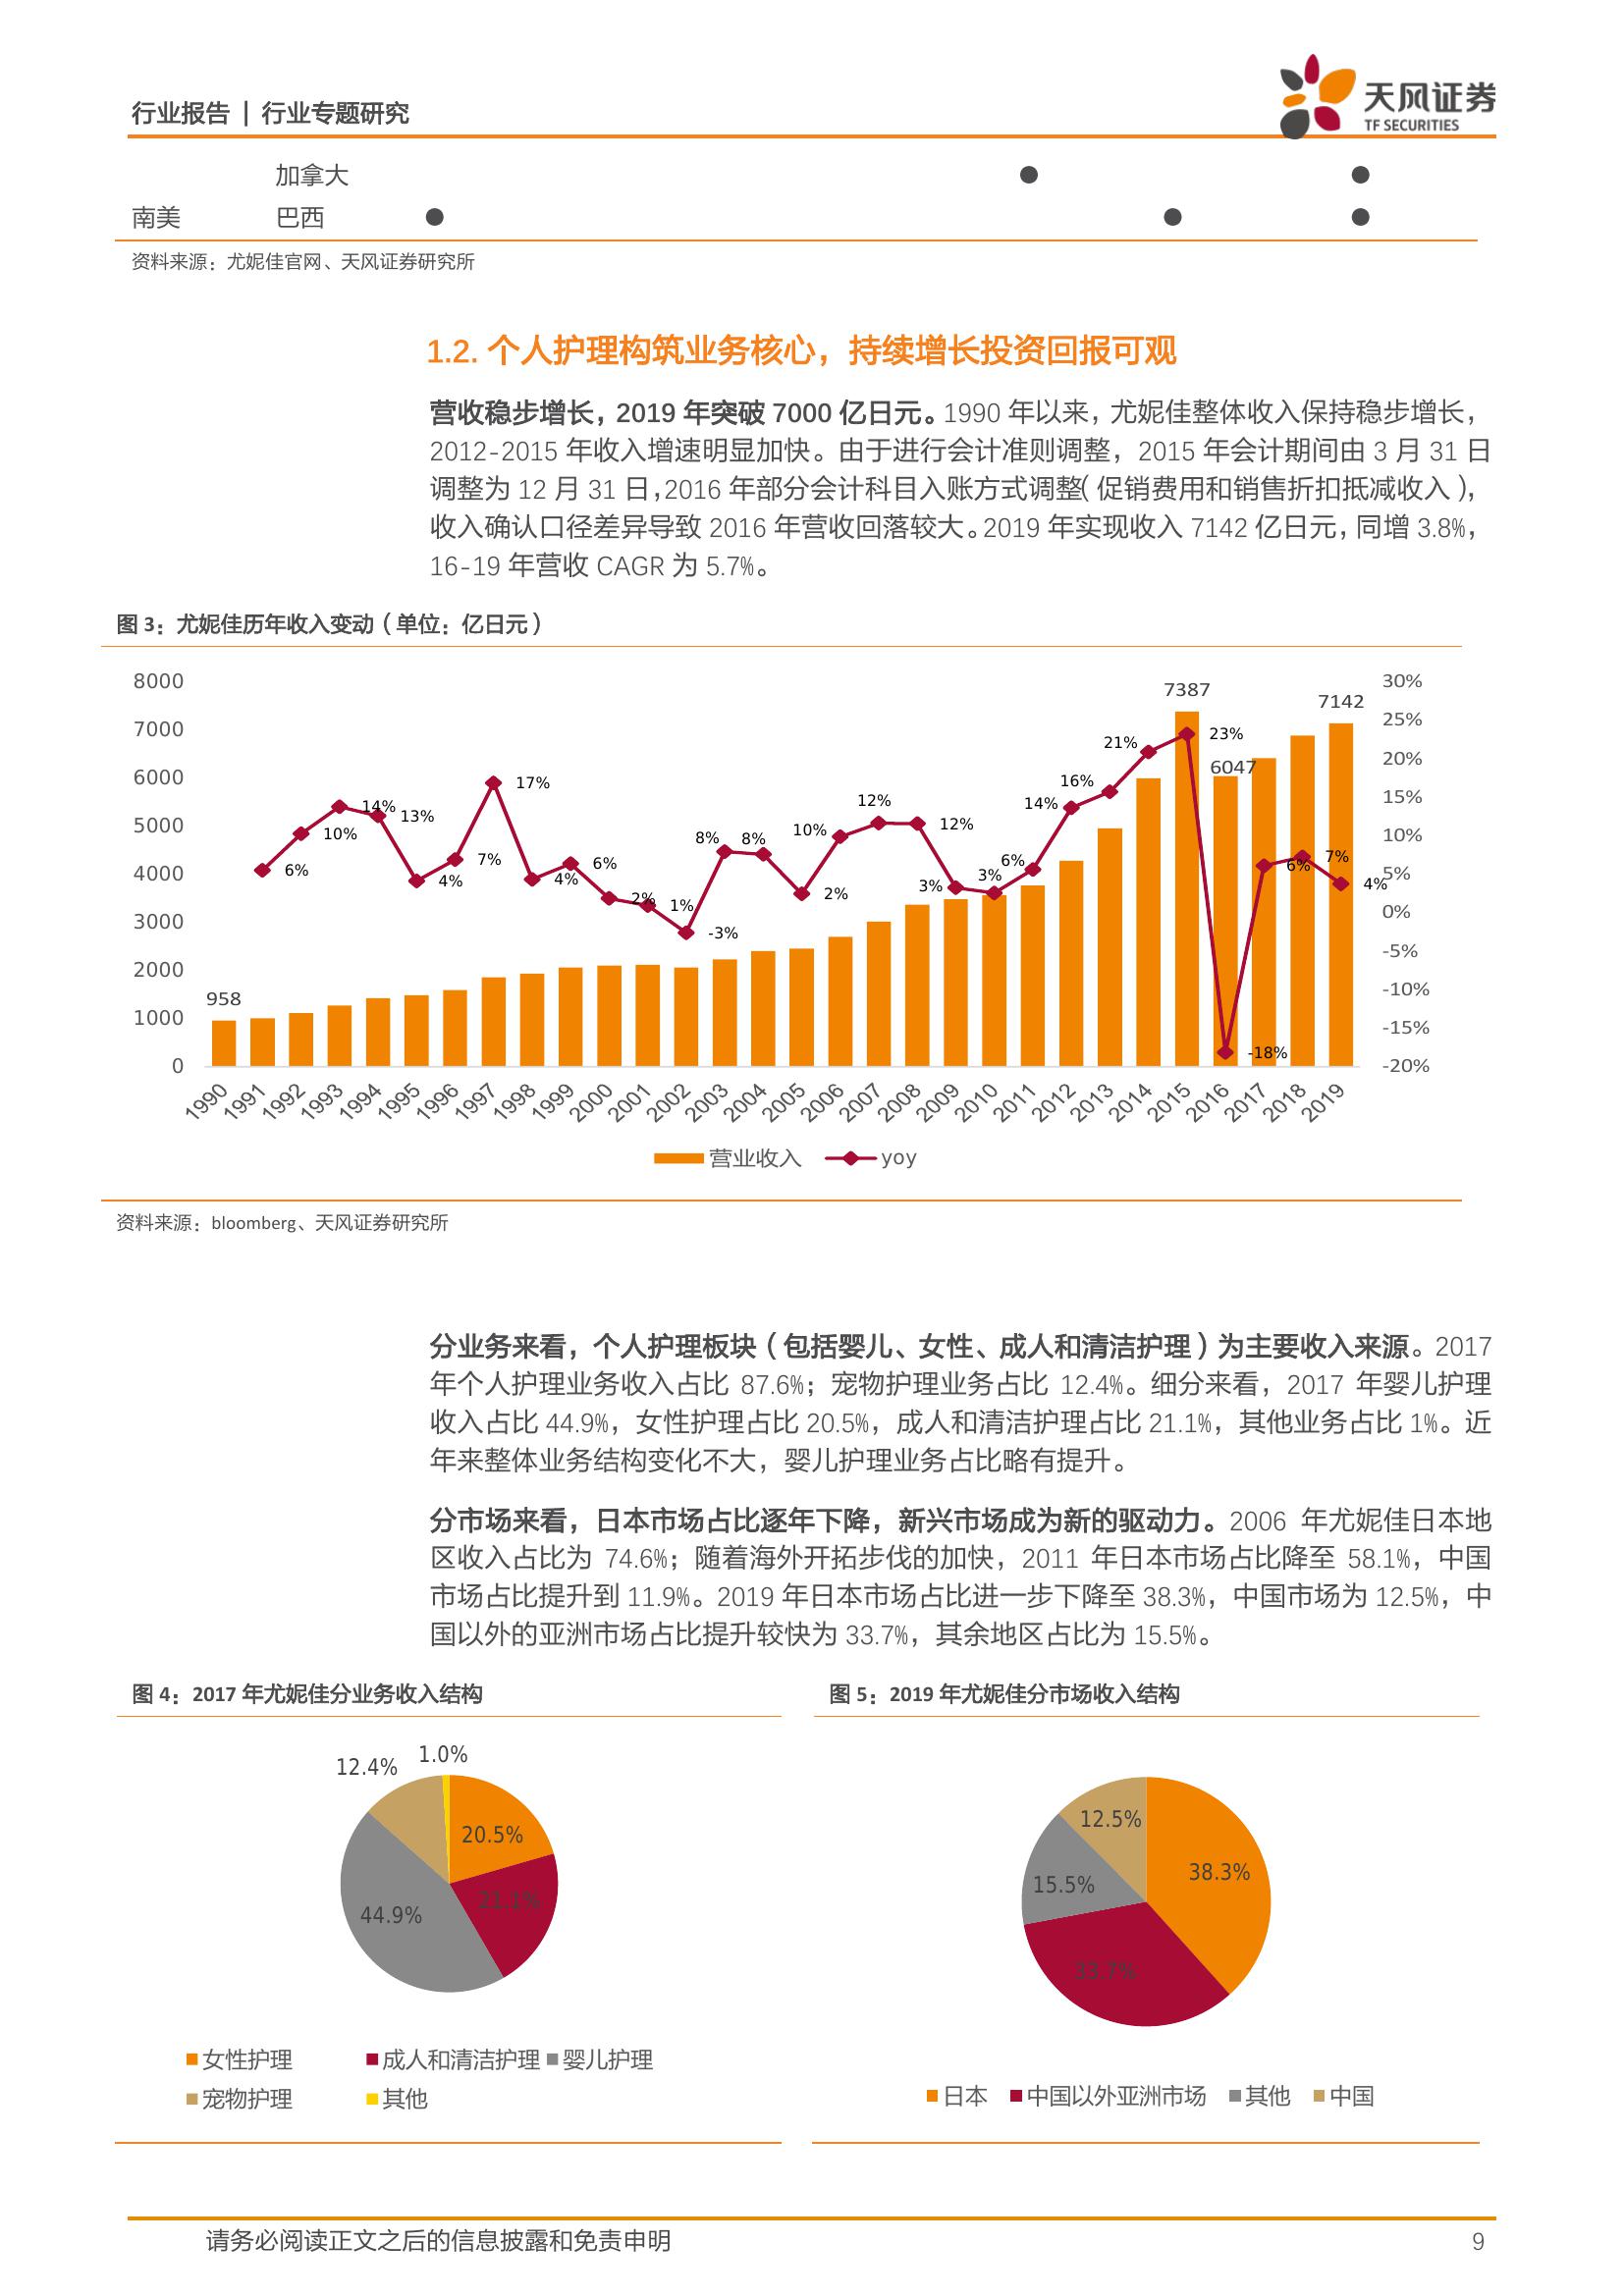 行业报告 | 行业专题研究
天风证券
TF SECURITIES
加拿大 ● ●
南美 巴西 ● ● ●
资料来源：尤妮佳官网、天风证券研究所
1.2. 个人护理构筑业务核心，持续增长投资回报可观
营收稳步增长，2019 年突破 7000 亿日元。1990 年以来，尤妮佳整体收入保持稳步增长，
2012-2015 年收入增速明显加快。由于进行会计准则调整，2015 年会计期间由 3 月 31 日
调整为 12 月 31 日，2016 年部分会计科目入账方式调整（促销费用和销售折扣抵减收入），
收入确认口径差异导致 2016 年营收回落较大。2019 年实现收入 7142 亿日元，同增 3.8%，
16-19 年营收 CAGR 为 5.7%。
图 3：尤妮佳历年收入变动（单位：亿日元）
8000
7000
6000
5000
4000
3000
2000
1000
0
30%
25%
20%
15%
10%
5%
0%
-5%
-10%
-15%
-20%
958
7387
6047
7142
6%
10%
14%
13%
4%
7%
17%
4%
6%
2%
1%
-3%
8%
8%
2%
10%
12%
12%
3%
3%
6%
14%
16%
21%
23%
-18%
6%
7%
4%
1990 1991 1992 1993 1994 1995 1996 1997 1998 1999 2000 2001 2002 2003 2004 2005 2006 2007 2008 2009 2010 2011 2012 2013 2014 2015 2016 2017 2018 2019
营业收入 yoy
资料来源：bloomberg、天风证券研究所
分业务来看，个人护理板块（包括婴儿、女性、成人和清洁护理）为主要收入来源。2017
年个人护理业务收入占比 87.6%；宠物护理业务占比 12.4%。细分来看，2017 年婴儿护理
收入占比 44.9%，女性护理占比 20.5%，成人和清洁护理占比 21.1%，其他业务占比 1%。近
年来整体业务结构变化不大，婴儿护理业务占比略有提升。
分市场来看，日本市场占比逐年下降，新兴市场成为新的驱动力。2006 年尤妮佳日本地
区收入占比为 74.6%；随着海外开拓步伐的加快，2011 年日本市场占比降至 58.1%，中国
市场占比提升到 11.9%。2019 年日本市场占比进一步下降至 38.3%，中国市场为 12.5%，中
国以外的亚洲市场占比提升较快为 33.7%，其余地区占比为 15.5%。
图 4：2017 年尤妮佳分业务收入结构
12.4%
1.0%
20.5%
21.1%
44.9%
女性护理 成人和清洁护理 婴儿护理
宠物护理 其他
图 5：2019 年尤妮佳分市场收入结构
12.5%
38.3%
15.5%
33.7%
日本 中国以外亚洲市场 其他 中国
请务必阅读正文之后的信息披露和免责申明 9